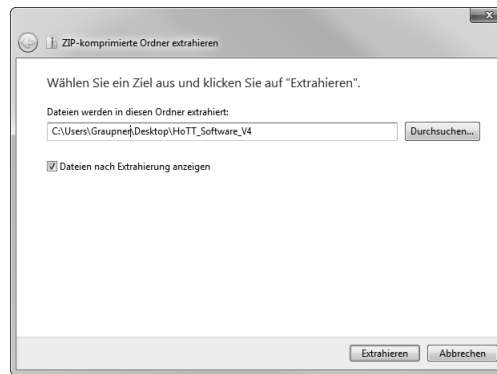 ZIP-komprimierte Ordner extrahieren
Wählen Sie ein Ziel aus und klicken Sie auf "Extrahieren".
Dateien werden in diesen Ordner extrahiert:
C:\Users\Graupner\Desktop\HoTT_Software_V4
Durchsuchen...
Dateien nach Extrahierung anzeigen
Extrahieren
Abbrechen